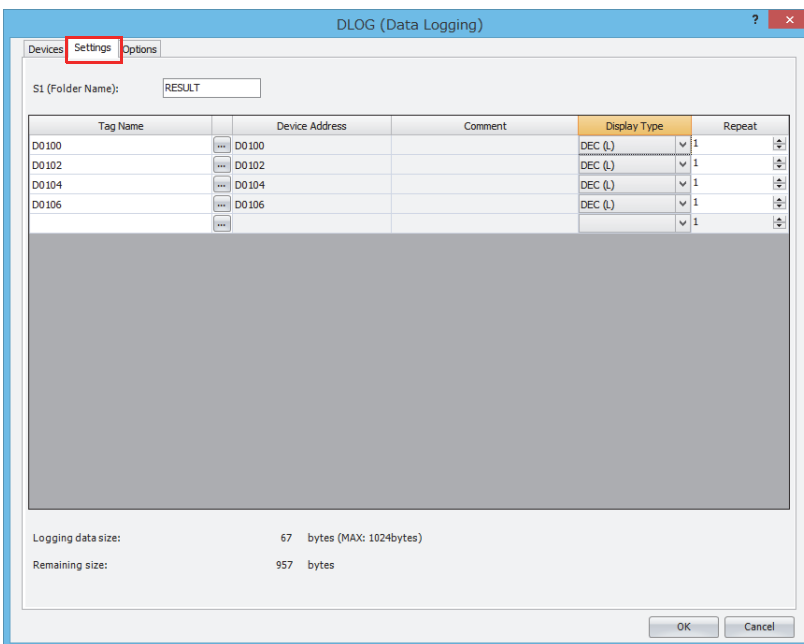 DLOG (Data Logging)
? ×
Devices Settings Options
S1 (Folder Name): RESULT
Tag Name Device Address Comment Display Type Repeat
D0100 ... D0100 DEC (L) 1
D0102 ... D0102 DEC (L) 1
D0104 ... D0104 DEC (L) 1
D0106 ... D0106 DEC (L) 1
... 1
Logging data size: 67 bytes (MAX: 1024bytes)
Remaining size: 957 bytes
OK Cancel